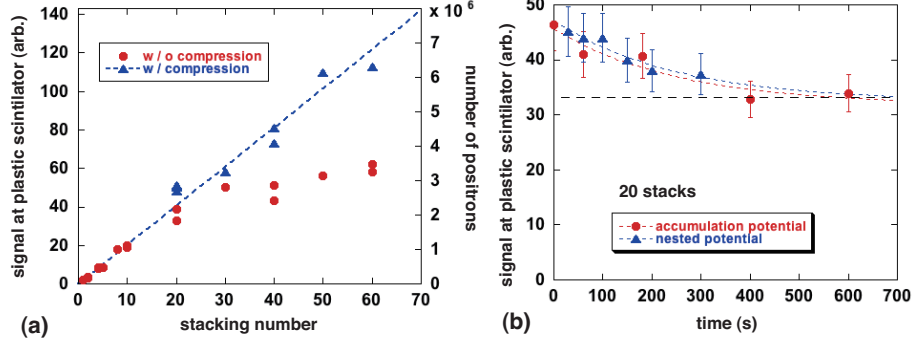 140
120
100
80
60
40
20
0
signal at plastic scintillator (arb.)
w / o compression
w / compression
x 10 6
7
6
5
4
3
2
1
0
number of positrons
0 10 20 30 40 50 60 70
stacking number
(a)
50
40
30
20
10
0
signal at plastic scintillator (arb.)
20 stacks
accumulation potential
nested potential
0 100 200 300 400 500 600 700
time (s)
(b)